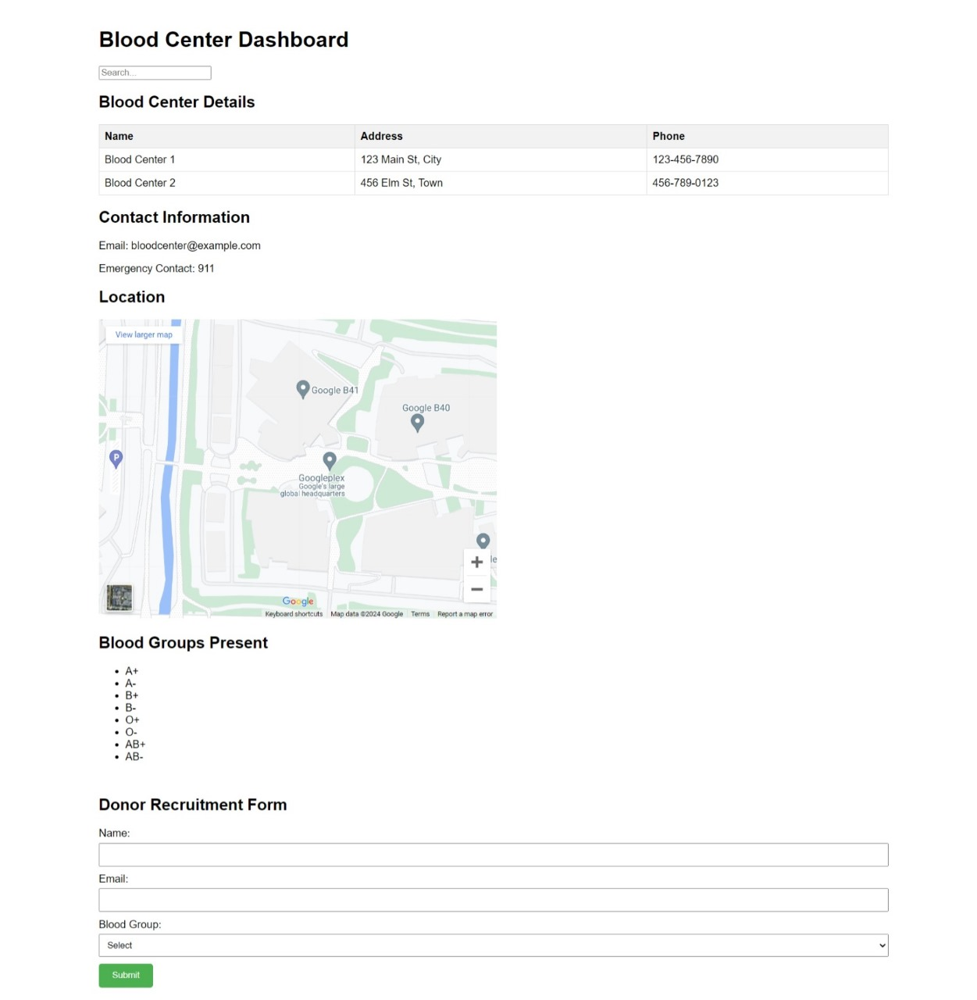 Blood Center Dashboard
Search...
Blood Center Details
Name Address Phone
Blood Center 1 123 Main St, City 123-456-7890
Blood Center 2 456 Elm St, Town 456-789-0123
Contact Information
Email: bloodcenter@example.com
Emergency Contact: 911
Location
View larger map
Google B41
Google B40
P
Googleplex
Google's large
global headquarters
le
+
−
Google
Keyboard shortcuts Map data ©2024 Google Terms Report a map error
Blood Groups Present
• A+
• A-
• B+
• B-
• O+
• O-
• AB+
• AB-
Donor Recruitment Form
Name:
Email:
Blood Group:
Select
Submit